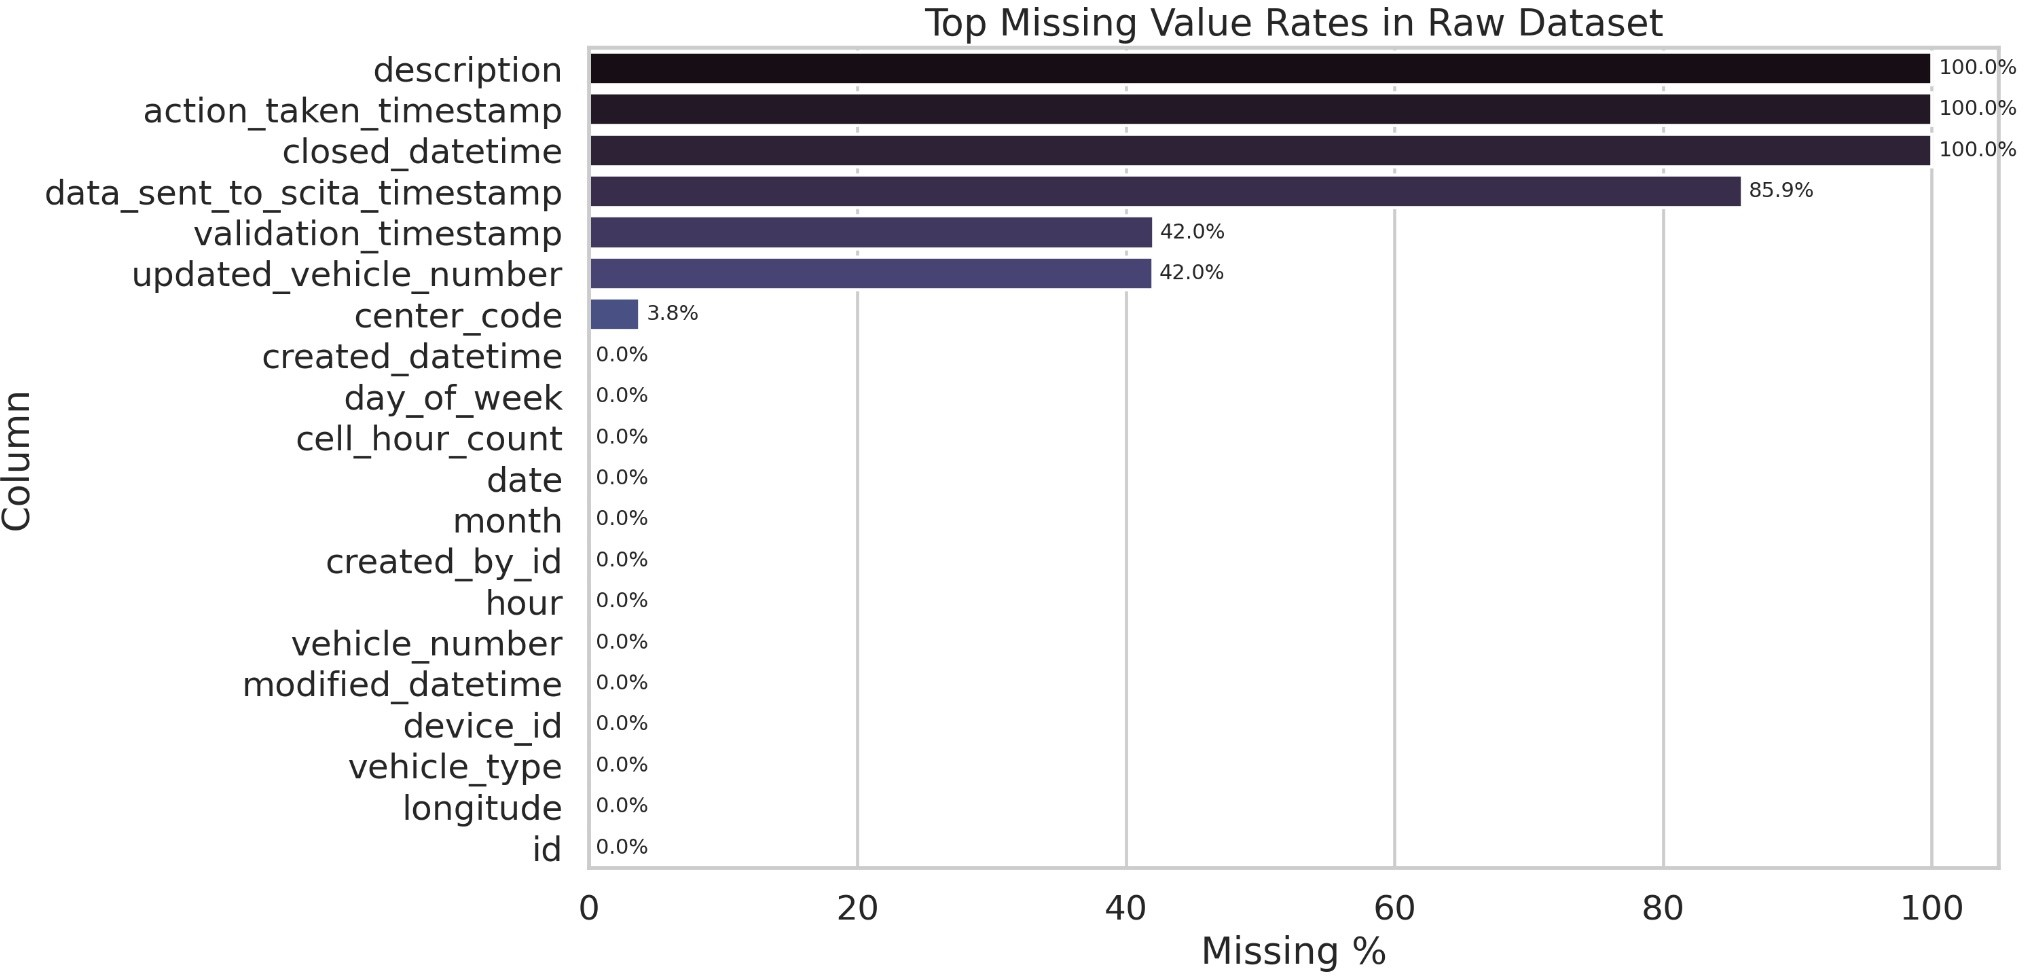 Top Missing Value Rates in Raw Dataset
description 100.0%
action_taken_timestamp 100.0%
closed_datetime 100.0%
data_sent_to_scita_timestamp 85.9%
validation_timestamp 42.0%
updated_vehicle_number 42.0%
center_code 3.8%
created_datetime 0.0%
day_of_week 0.0%
cell_hour_count 0.0%
date 0.0%
month 0.0%
created_by_id 0.0%
hour 0.0%
vehicle_number 0.0%
modified_datetime 0.0%
device_id 0.0%
vehicle_type 0.0%
longitude 0.0%
id 0.0%
Column
0 20 40 60 80 100
Missing %